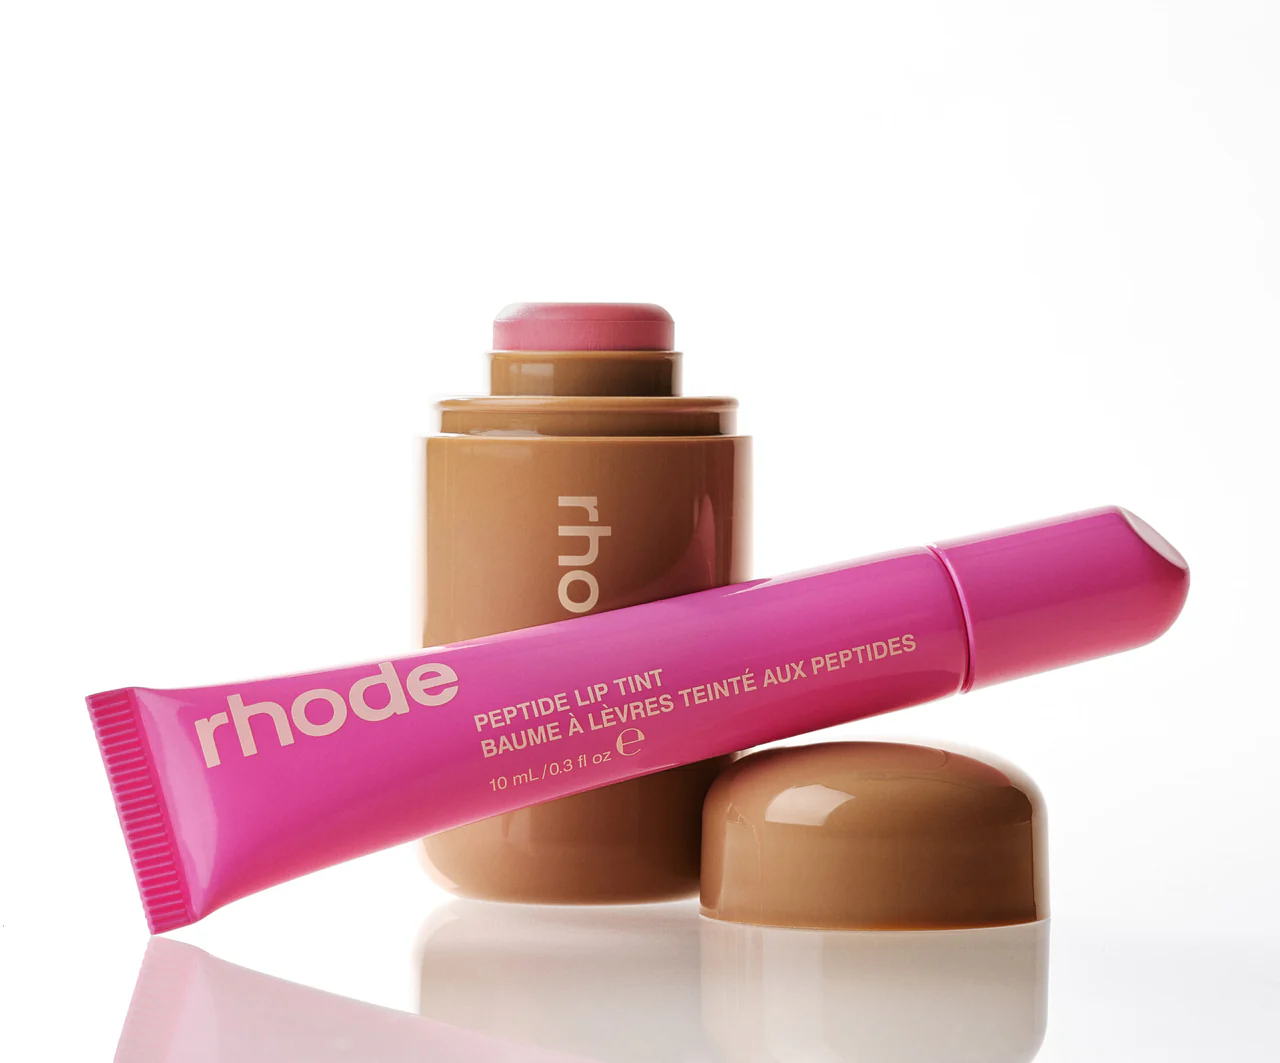 rho
rhode
PEPTIDE LIP TINT
BAUME À LÈVRES TEINTÉ AUX PEPTIDES
10 mL/0.3 fl oz ℮